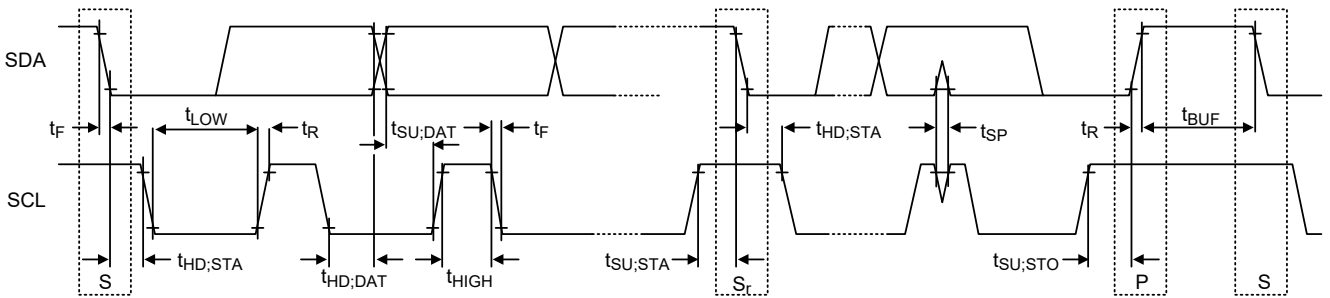 SDA
tF
tLOW
tR
tSU;DAT
tF
tHD;STA
tSP
tR
tBUF
SCL
tHD;STA
tHD;DAT
tHIGH
tSU;STA
tSU;STO
S
Sr
P
S